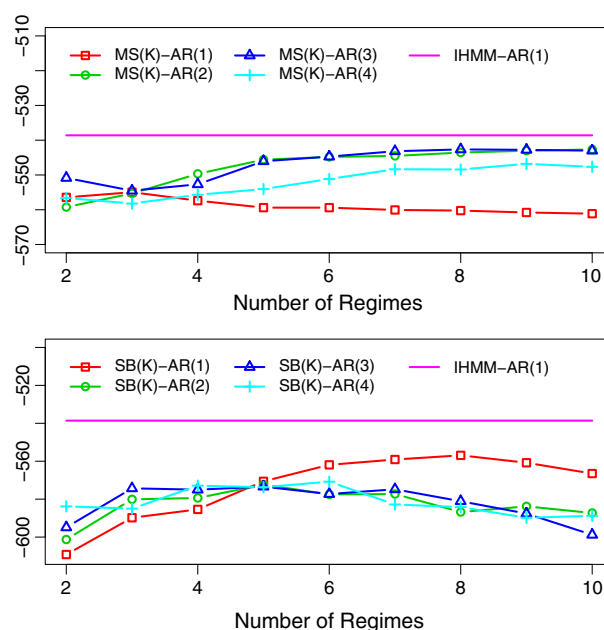 −510
−530
−550
−570
MS(K)−AR(1)
MS(K)−AR(2)
MS(K)−AR(3)
MS(K)−AR(4)
IHMM−AR(1)
2 4 6 8 10
Number of Regimes
−520
−560
−600
SB(K)−AR(1)
SB(K)−AR(2)
SB(K)−AR(3)
SB(K)−AR(4)
IHMM−AR(1)
2 4 6 8 10
Number of Regimes